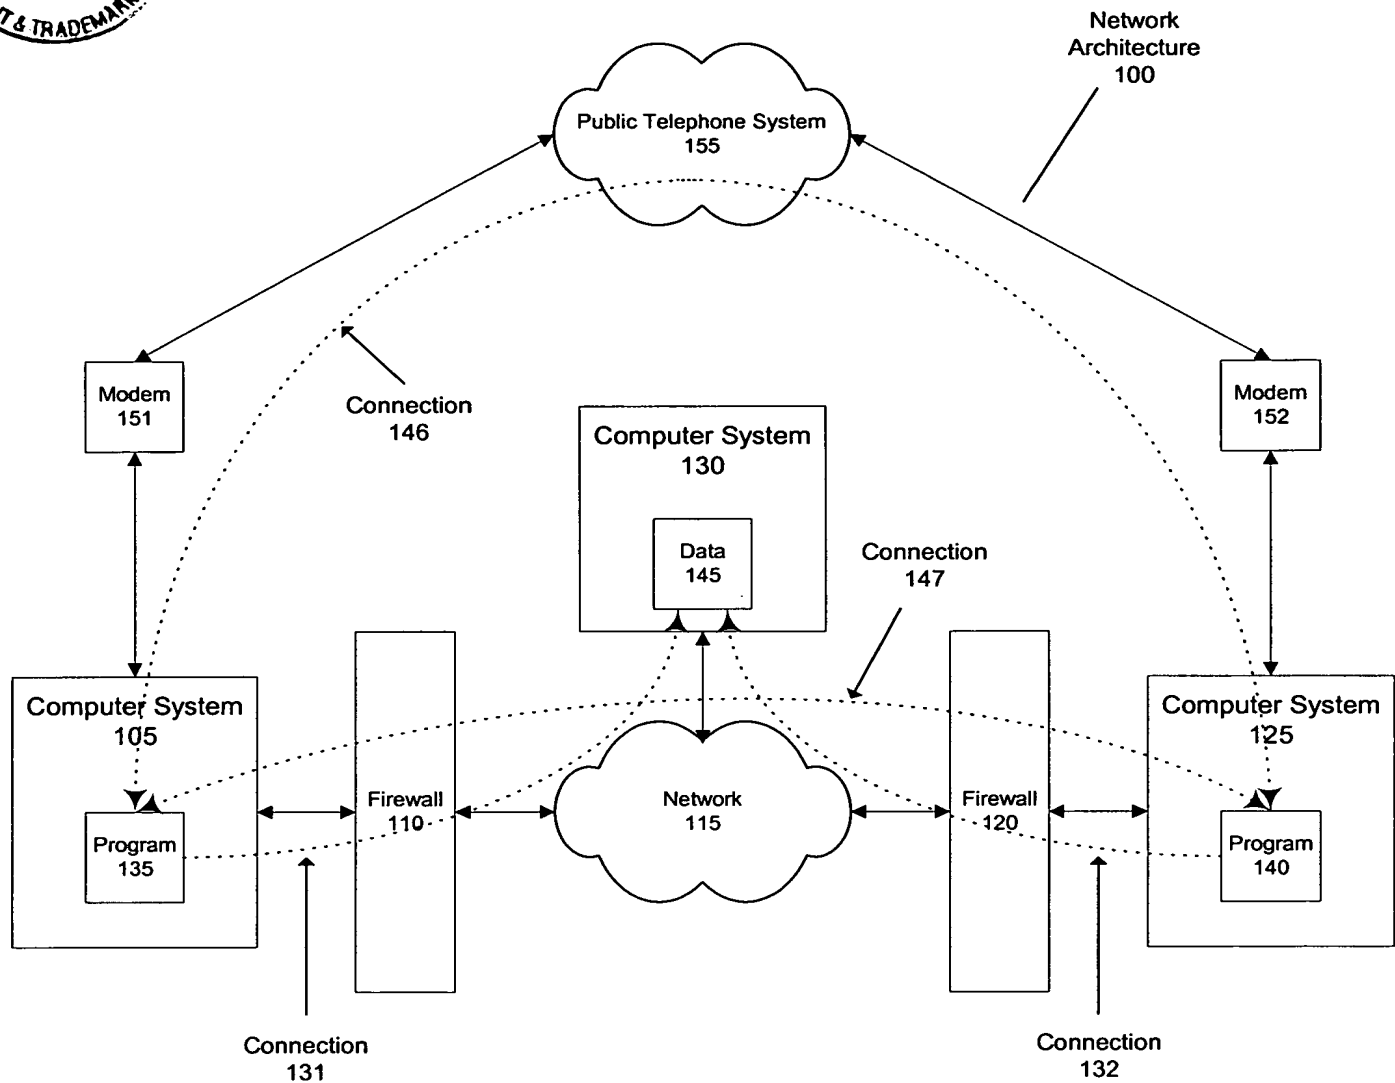 T & TRADEMARK
Network
Architecture
100
Public Telephone System
155
Modem
151
Connection
146
Modem
152
Computer System
130
Data
145
Connection
147
Computer System
105
Program
135
Firewall
110
Network
115
Firewall
120
Computer System
125
Program
140
Connection
131
Connection
132